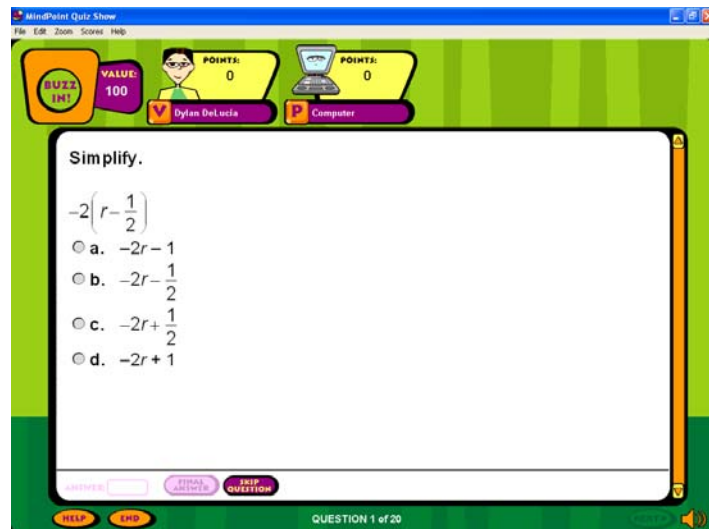 MindPoint Quiz Show
File Edit Zoom Scores Help
BUZZ IN!
VALUE:
100
POINTS:
0
V Dylan DeLucia
POINTS:
0
P Computer
Simplify.
−2(r − 1/2)
a. −2r − 1
b. −2r − 1/2
c. −2r + 1/2
d. −2r + 1
ANSWER:
FINAL ANSWER
SKIP QUESTION
HELP
END
QUESTION 1 of 20